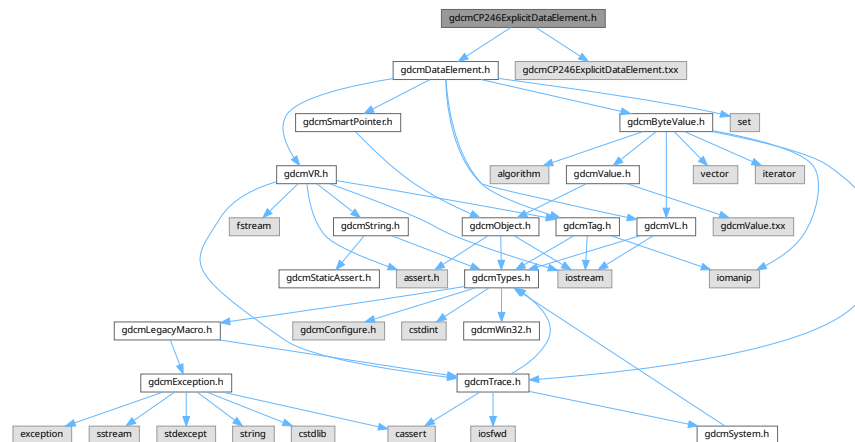 gdcmCP246ExplicitDataElement.h
gdcmDataElement.h
gdcmCP246ExplicitDataElement.txx
gdcmSmartPointer.h
gdcmByteValue.h
set
gdcmVR.h
algorithm
gdcmValue.h
vector
iterator
fstream
gdcmString.h
gdcmObject.h
gdcmTag.h
gdcmVL.h
gdcmValue.txx
gdcmStaticAssert.h
assert.h
gdcmTypes.h
iostream
iomanip
gdcmLegacyMacro.h
gdcmConfigure.h
cstdint
gdcmWin32.h
gdcmException.h
gdcmTrace.h
exception
sstream
stdexcept
string
cstdlib
cassert
iosfwd
gdcmSystem.h